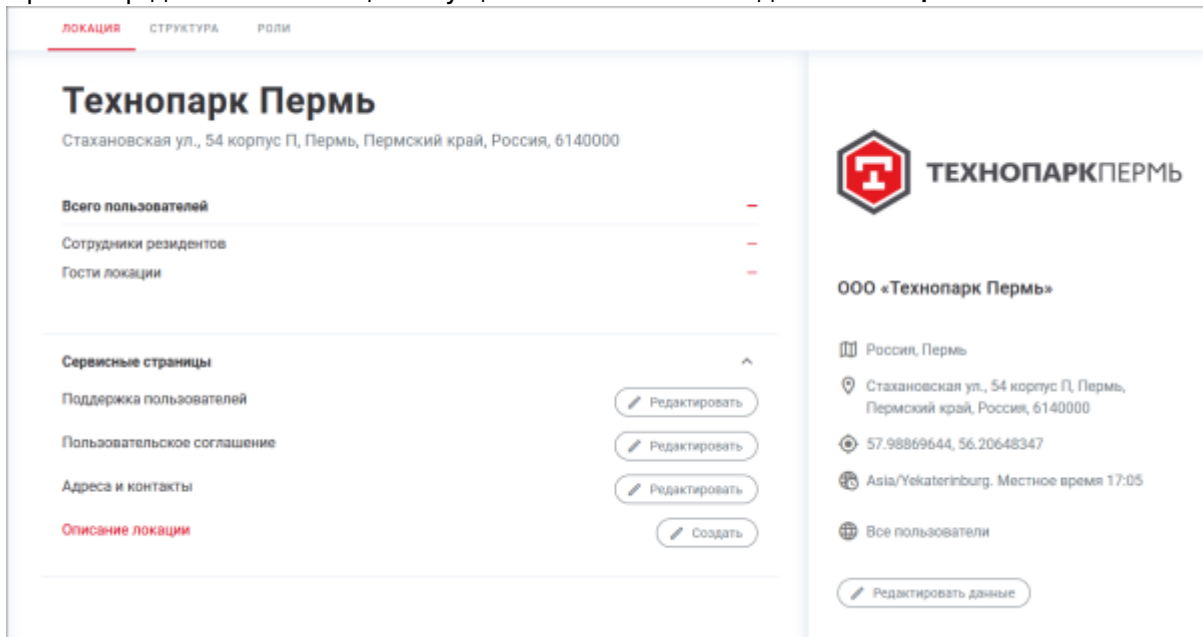 ЛОКАЦИЯ СТРУКТУРА РОЛИ
Технопарк Пермь
Стахановская ул., 54 корпус П, Пермь, Пермский край, Россия, 6140000
Всего пользователей –
Сотрудники резидентов –
Гости локации –
Сервисные страницы
Поддержка пользователей Редактировать
Пользовательское соглашение Редактировать
Адреса и контакты Редактировать
Описание локации Создать
ТЕХНОПАРКПЕРМЬ
ООО «Технопарк Пермь»
Россия, Пермь
Стахановская ул., 54 корпус П, Пермь,
Пермский край, Россия, 6140000
57.98869644, 56.20648347
Asia/Yekaterinburg. Местное время 17:05
Все пользователи
Редактировать данные